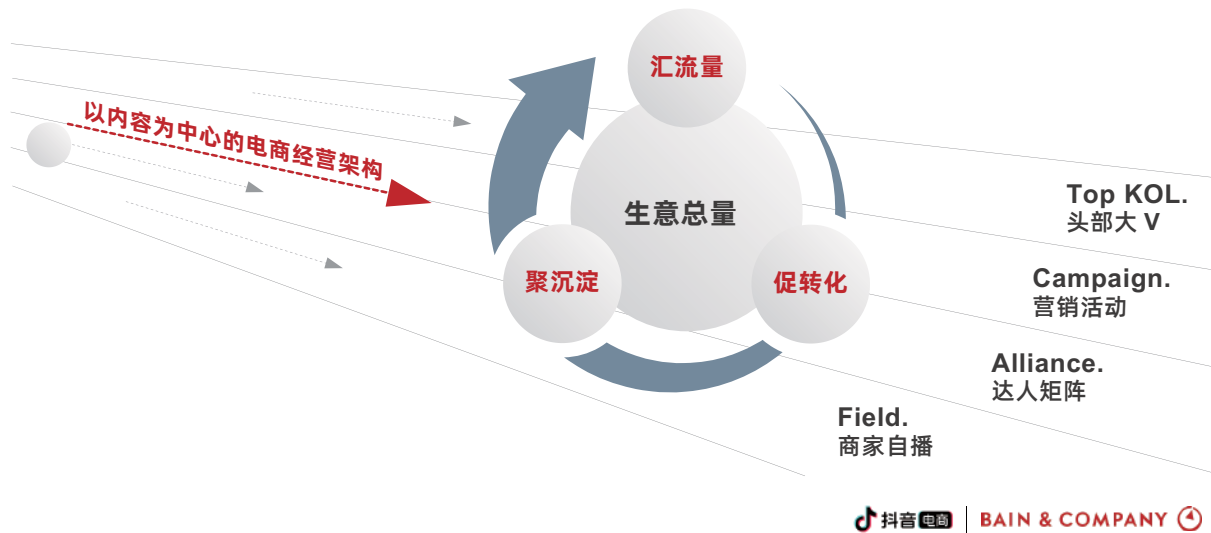 汇流量
以内容为中心的电商经营架构
生意总量
聚沉淀
促转化
Top KOL.
头部大 V
Campaign.
营销活动
Alliance.
达人矩阵
Field.
商家自播
抖音电商
BAIN & COMPANY